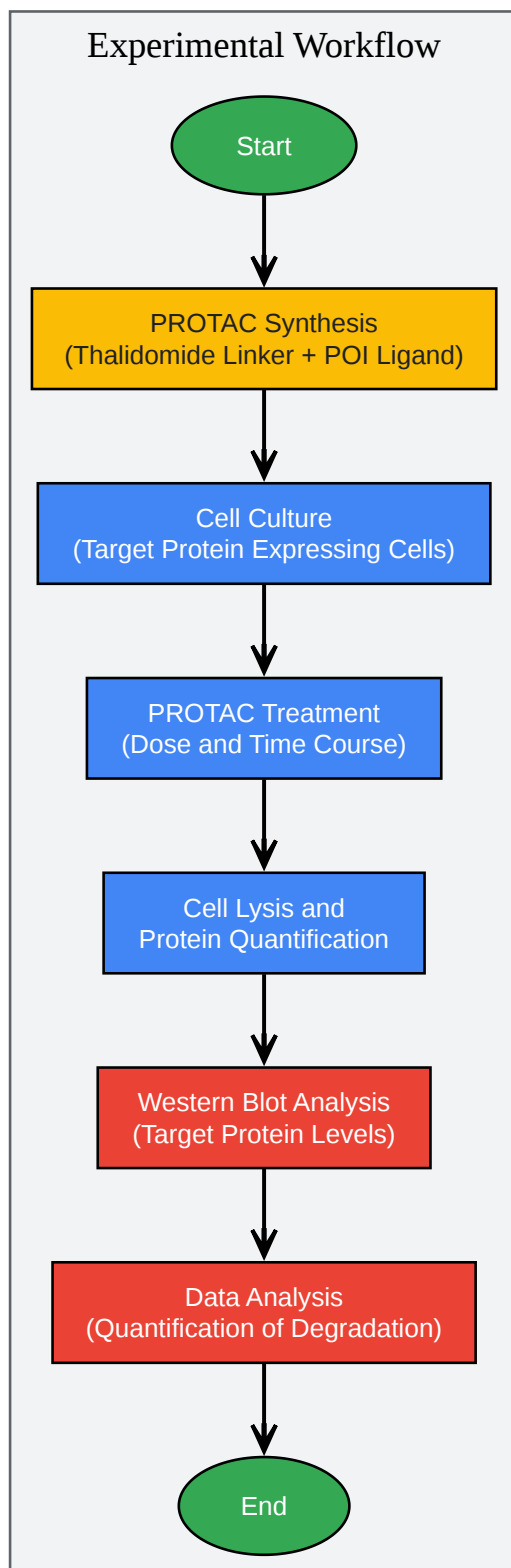 Experimental Workflow
Start
PROTAC Synthesis
(Thalidomide Linker + POI Ligand)
Cell Culture
(Target Protein Expressing Cells)
PROTAC Treatment
(Dose and Time Course)
Cell Lysis and
Protein Quantification
Western Blot Analysis
(Target Protein Levels)
Data Analysis
(Quantification of Degradation)
End